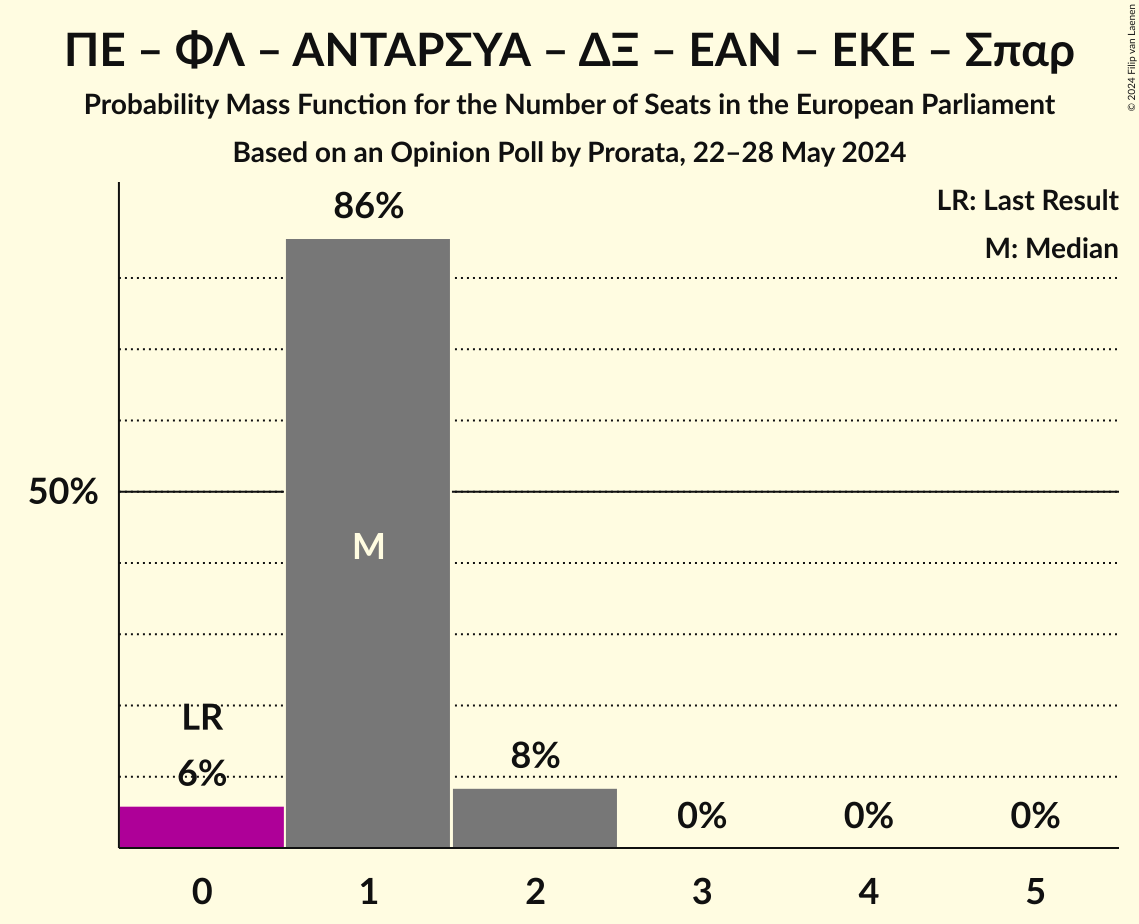 ΠΕ – ΦΛ – ΑΝΤΑΡΣΥΑ – ΔΞ – ΕΑΝ – ΕΚΕ – Σπαρ
Probability Mass Function for the Number of Seats in the European Parliament
Based on an Opinion Poll by Prorata, 22–28 May 2024
© 2024 Filip van Laenen
LR: Last Result
M: Median
86%
50%
M
LR
6%
8%
0%
0%
0%
0
1
2
3
4
5